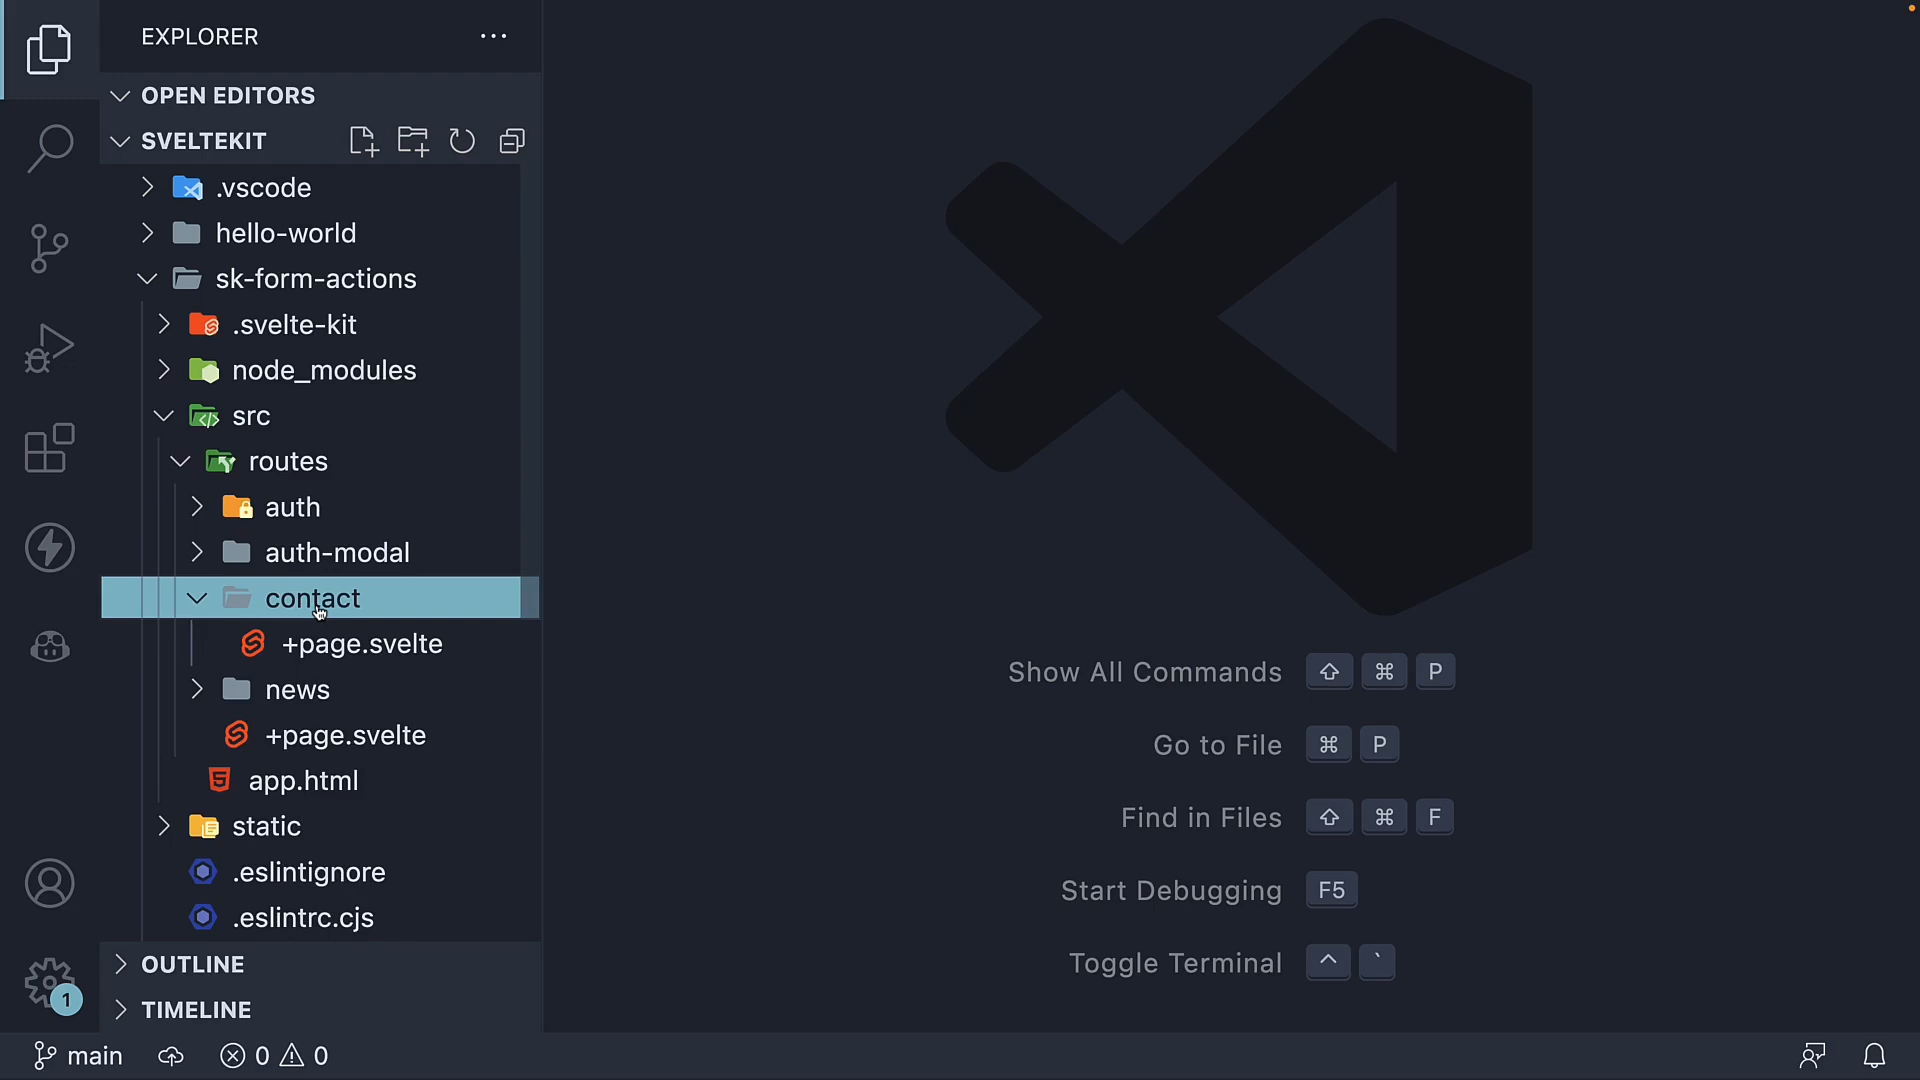 EXPLORER
OPEN EDITORS
SVELTEKIT
.vscode
hello-world
sk-form-actions
.svelte-kit
node_modules
src
routes
auth
auth-modal
contact
+page.svelte
news
+page.svelte
app.html
static
.eslintignore
.eslintrc.cjs
OUTLINE
TIMELINE
Show All Commands ⇧ ⌘ P
Go to File ⌘ P
Find in Files ⇧ ⌘ F
Start Debugging F5
Toggle Terminal ^ `
1
main 0 0